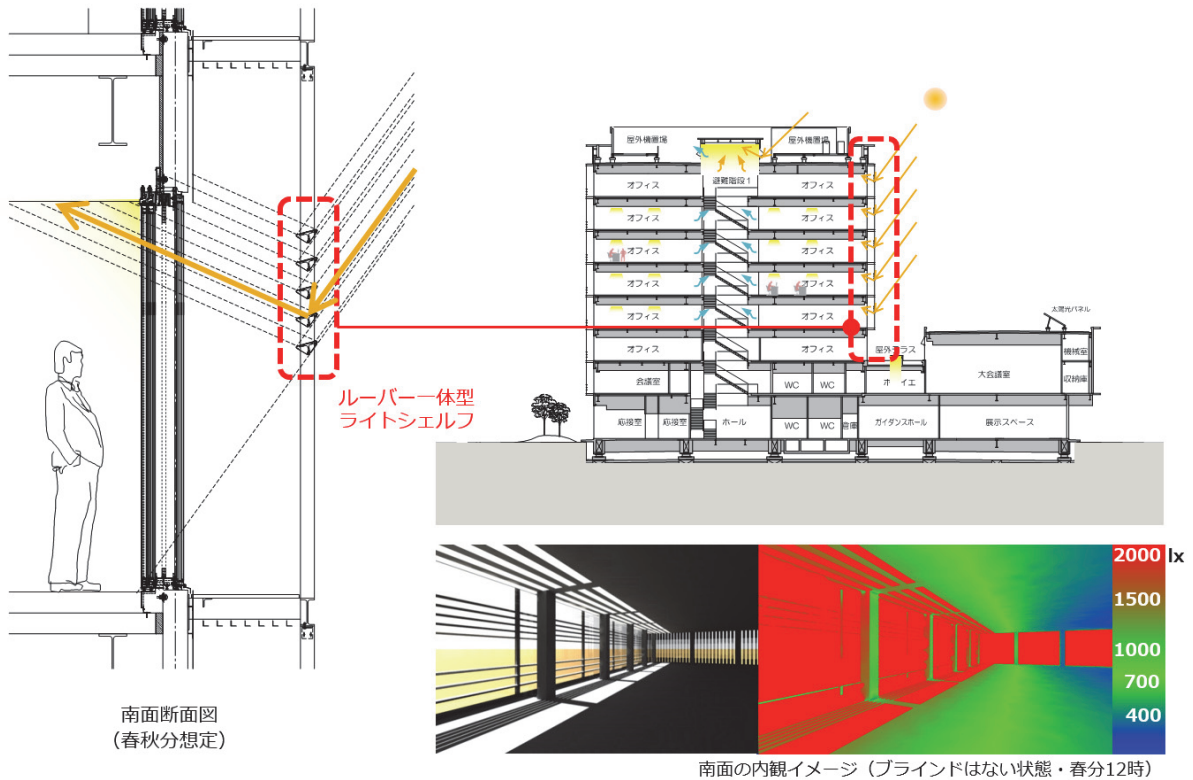 屋外機置場
屋外機置場
避難階段1
オフィス
オフィス
オフィス
オフィス
オフィス
オフィス
オフィス
オフィス
オフィス
オフィス
オフィス
オフィス
太陽光パネル
屋外テラス
機械室
会議室
WC
WC
ホ イエ
大会議室
収納庫
応接室
応接室
ホール
WC
WC
倉庫
ガイダンスホール
展示スペース
ルーバー一体型
ライトシェルフ
南面断面図
(春秋分想定)
2000 lx
1500
1000
700
400
南面の内観イメージ（ブラインドはない状態・春分12時）